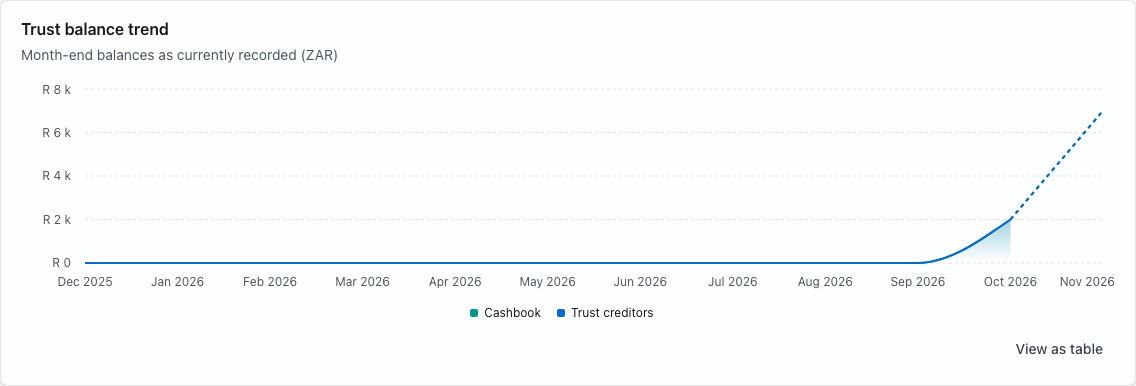 Trust balance trend
Month-end balances as currently recorded (ZAR)
R 8 k
R 6 k
R 4 k
R 2 k
R 0
Dec 2025 Jan 2026 Feb 2026 Mar 2026 Apr 2026 May 2026 Jun 2026 Jul 2026 Aug 2026 Sep 2026 Oct 2026 Nov 2026
Cashbook Trust creditors
View as table